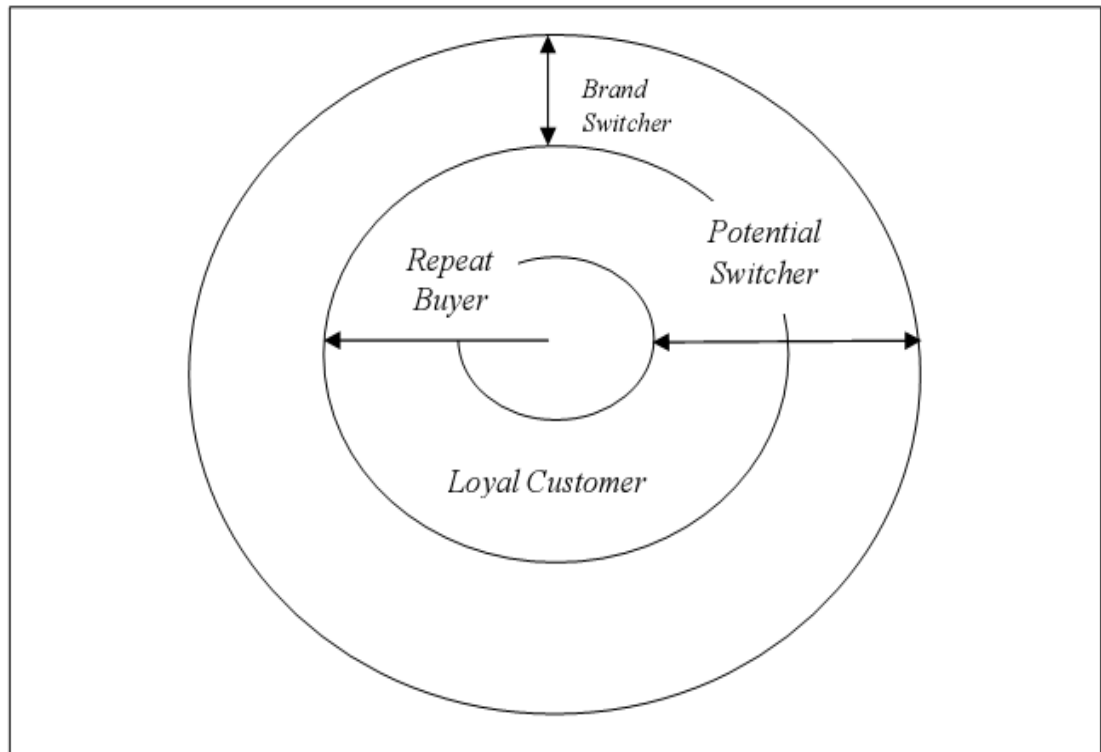 Brand
Switcher
Potential
Switcher
Repeat
Buyer
Loyal Customer